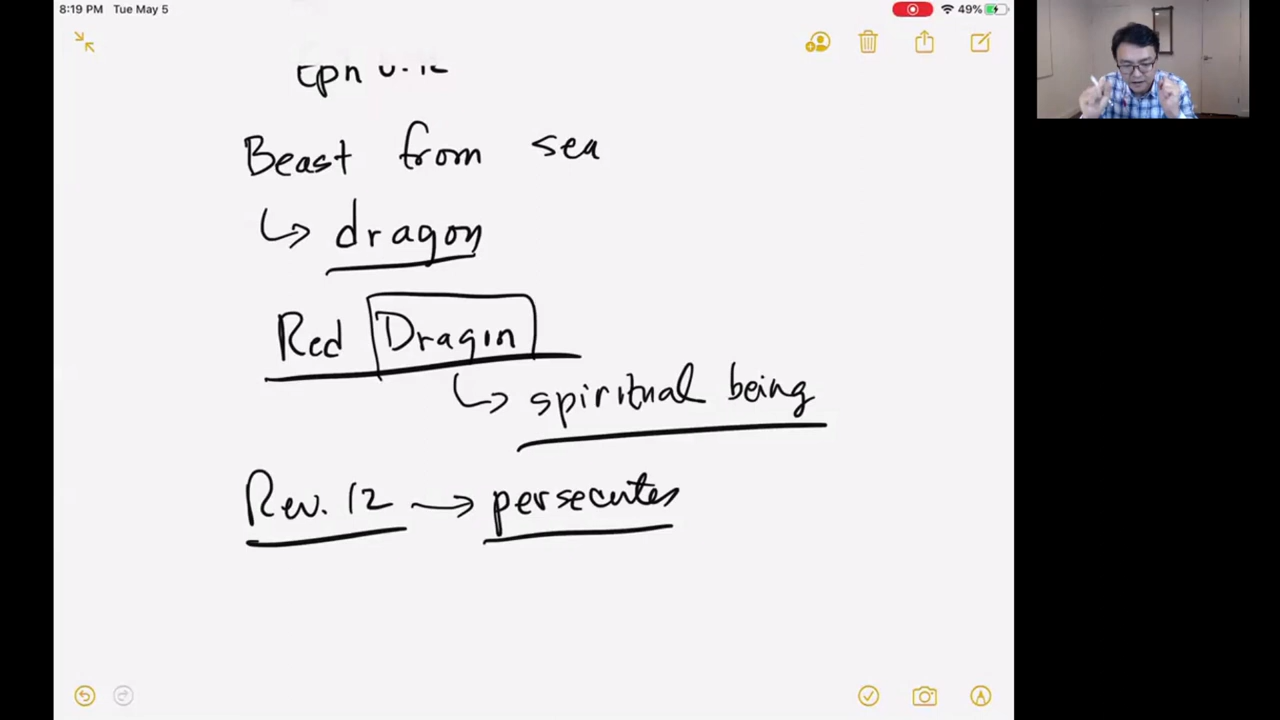 8:19 PM Tue May 5 49%
Beast from sea
↳ dragon
Red Dragon
↳ spiritual being
Rev. 12 → persecutes